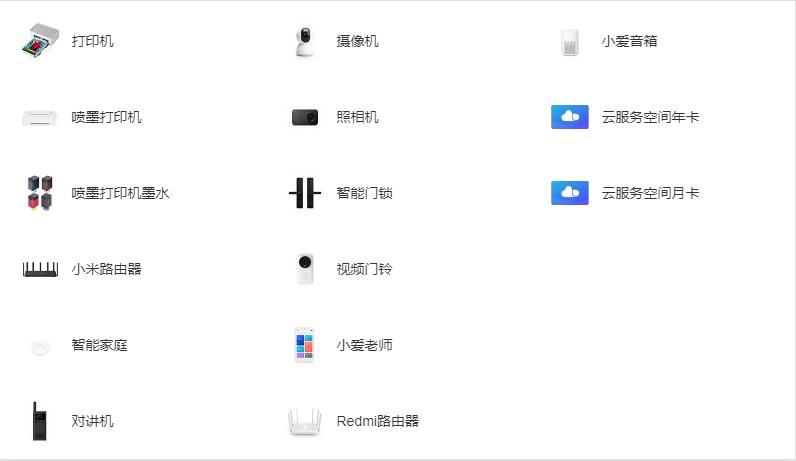 打印机
喷墨打印机
喷墨打印机墨水
小米路由器
智能家庭
对讲机
摄像机
照相机
智能门锁
视频门铃
小爱老师
Redmi路由器
小爱音箱
云服务空间年卡
云服务空间月卡